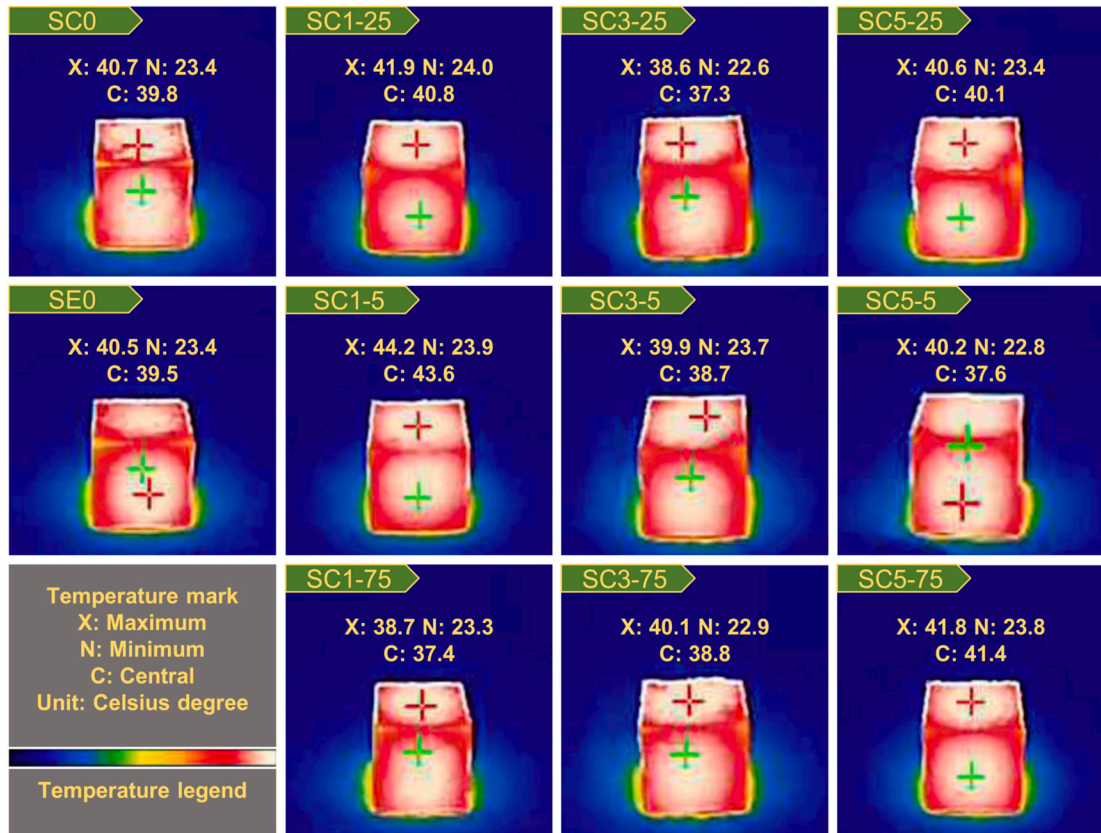 SC0
X: 40.7 N: 23.4
C: 39.8
SC1-25
X: 41.9 N: 24.0
C: 40.8
SC3-25
X: 38.6 N: 22.6
C: 37.3
SC5-25
X: 40.6 N: 23.4
C: 40.1
SE0
X: 40.5 N: 23.4
C: 39.5
SC1-5
X: 44.2 N: 23.9
C: 43.6
SC3-5
X: 39.9 N: 23.7
C: 38.7
SC5-5
X: 40.2 N: 22.8
C: 37.6
Temperature mark
X: Maximum
N: Minimum
C: Central
Unit: Celsius degree
Temperature legend
SC1-75
X: 38.7 N: 23.3
C: 37.4
SC3-75
X: 40.1 N: 22.9
C: 38.8
SC5-75
X: 41.8 N: 23.8
C: 41.4